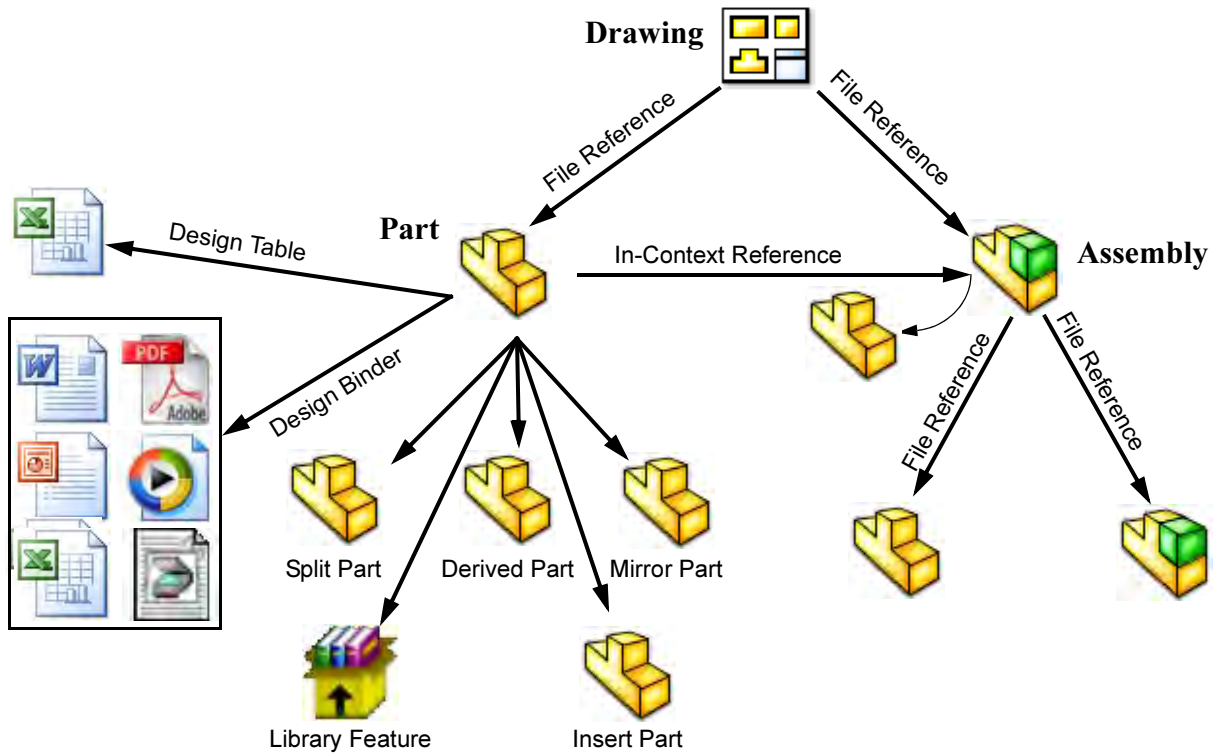 Drawing
File Reference
File Reference
Part
Design Table
In-Context Reference
Assembly
Design Binder
File Reference
File Reference
W
PDF
Adobe
Split Part
Derived Part
Mirror Part
Library Feature
Insert Part